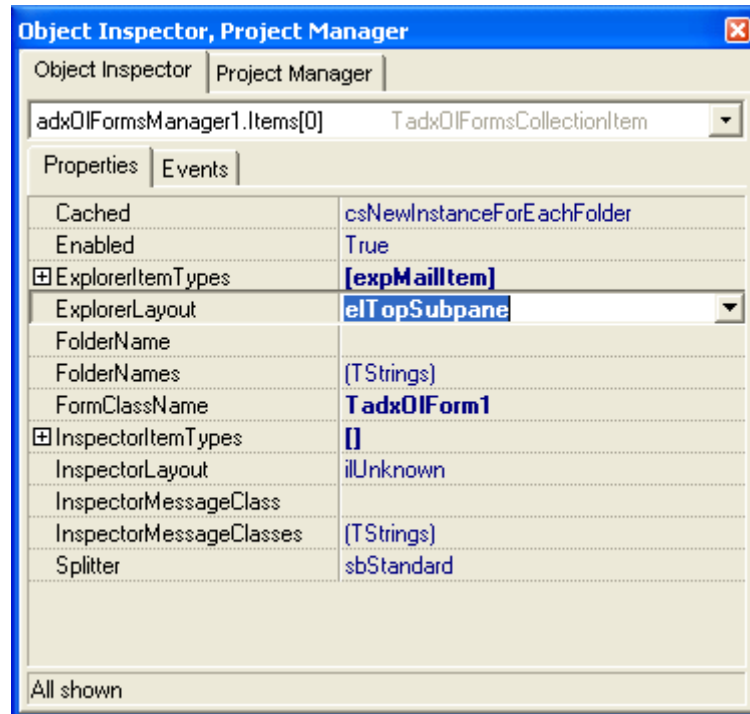 Object Inspector, Project Manager
Object Inspector Project Manager
adxOlFormsManager1.Items[0] TadxOlFormsCollectionItem
Properties Events
Cached csNewInstanceForEachFolder
Enabled True
ExplorerItemTypes [expMailItem]
ExplorerLayout elTopSubpane
FolderName
FolderNames (TStrings)
FormClassName TadxOlForm1
InspectorItemTypes []
InspectorLayout ilUnknown
InspectorMessageClass
InspectorMessageClasses (TStrings)
Splitter sbStandard
All shown